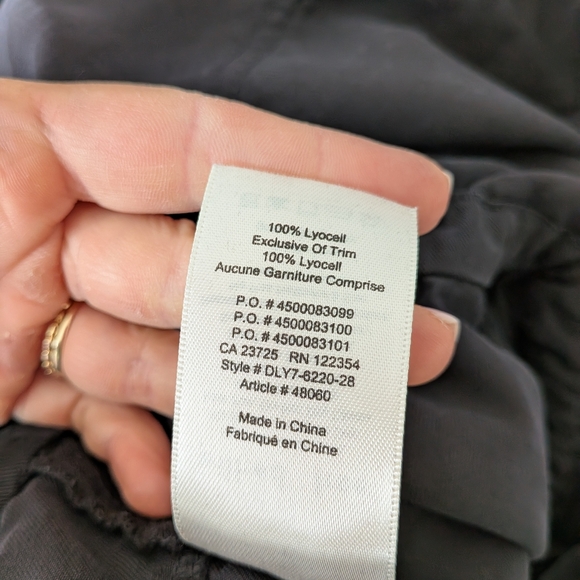 100% Lyocell
Exclusive Of Trim
100% Lyocell
Aucune Garniture Comprise
P.O. # 4500083099
P.O. # 4500083100
P.O. # 4500083101
CA 23725 RN 122354
Style # DLY7-6220-28
Article # 48060
Made in China
Fabriqué en Chine